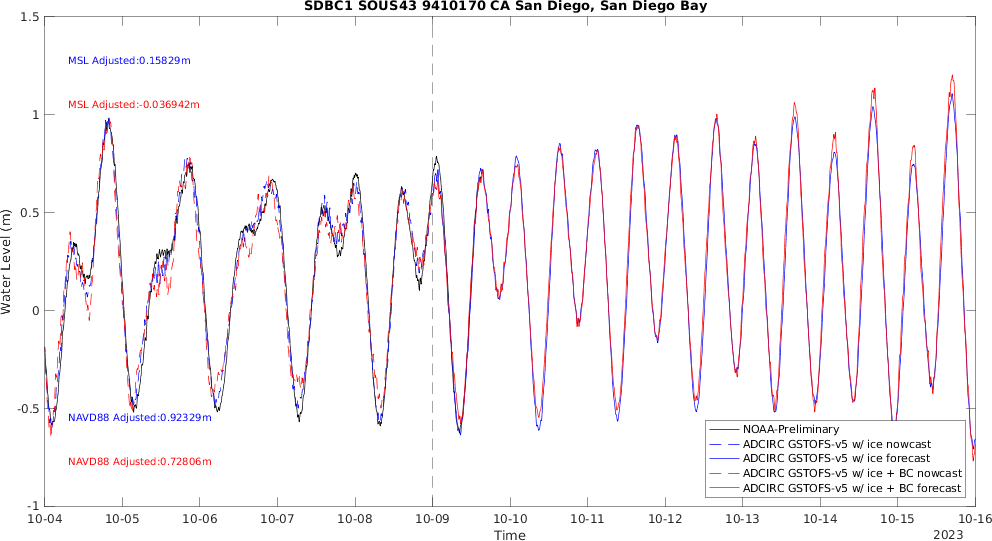 SDBC1 SOUS43 9410170 CA San Diego, San Diego Bay
1.5
MSL Adjusted:0.15829m
MSL Adjusted:-0.036942m
1
0.5
Water Level (m)
0
-0.5
NAVD88 Adjusted:0.92329m
NAVD88 Adjusted:0.72806m
-1
NOAA-Preliminary
ADCIRC GSTOFS-v5 w/ ice nowcast
ADCIRC GSTOFS-v5 w/ ice forecast
ADCIRC GSTOFS-v5 w/ ice + BC nowcast
ADCIRC GSTOFS-v5 w/ ice + BC forecast
10-04 10-05 10-06 10-07 10-08 10-09 10-10 10-11 10-12 10-13 10-14 10-15 10-16
Time
2023